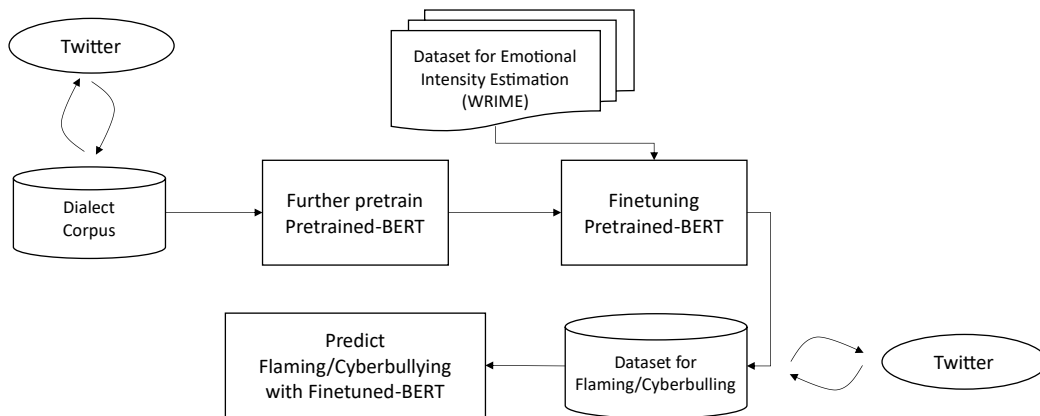 Twitter
Dataset for Emotional
Intensity Estimation
(WRIME)
Dialect
Corpus
Further pretrain
Pretrained-BERT
Finetuning
Pretrained-BERT
Predict
Flaming/Cyberbullying
with Finetuned-BERT
Dataset for
Flaming/Cyberbulling
Twitter